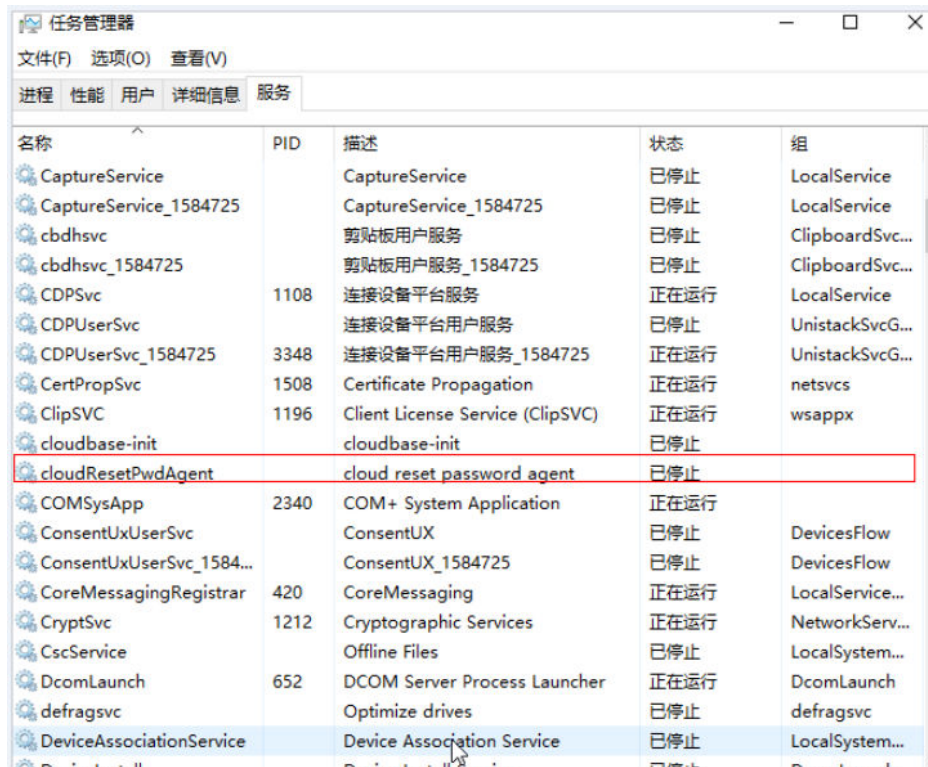 任务管理器
文件(F) 选项(O) 查看(V)
进程 性能 用户 详细信息 服务
名称 PID 描述 状态 组
CaptureService CaptureService 已停止 LocalService
CaptureService_1584725 CaptureService_1584725 已停止 LocalService
cbdhsvc 剪贴板用户服务 已停止 ClipboardSvc...
cbdhsvc_1584725 剪贴板用户服务_1584725 已停止 ClipboardSvc...
CDPSvc 1108 连接设备平台服务 正在运行 LocalService
CDPUserSvc 连接设备平台用户服务 已停止 UnistackSvcG...
CDPUserSvc_1584725 3348 连接设备平台用户服务_1584725 正在运行 UnistackSvcG...
CertPropSvc 1508 Certificate Propagation 正在运行 netsvcs
ClipSVC 1196 Client License Service (ClipSVC) 正在运行 wsappx
cloudbase-init cloudbase-init 已停止
cloudResetPwdAgent cloud reset password agent 已停止
COMSysApp 2340 COM+ System Application 正在运行
ConsentUxUserSvc ConsentUX 已停止 DevicesFlow
ConsentUxUserSvc_1584... ConsentUX_1584725 已停止 DevicesFlow
CoreMessagingRegistrar 420 CoreMessaging 正在运行 LocalService...
CryptSvc 1212 Cryptographic Services 正在运行 NetworkServ...
CscService Offline Files 已停止 LocalSystem...
DcomLaunch 652 DCOM Server Process Launcher 正在运行 DcomLaunch
defragsvc Optimize drives 已停止 defragsvc
DeviceAssociationService Device Association Service 已停止 LocalSystem...